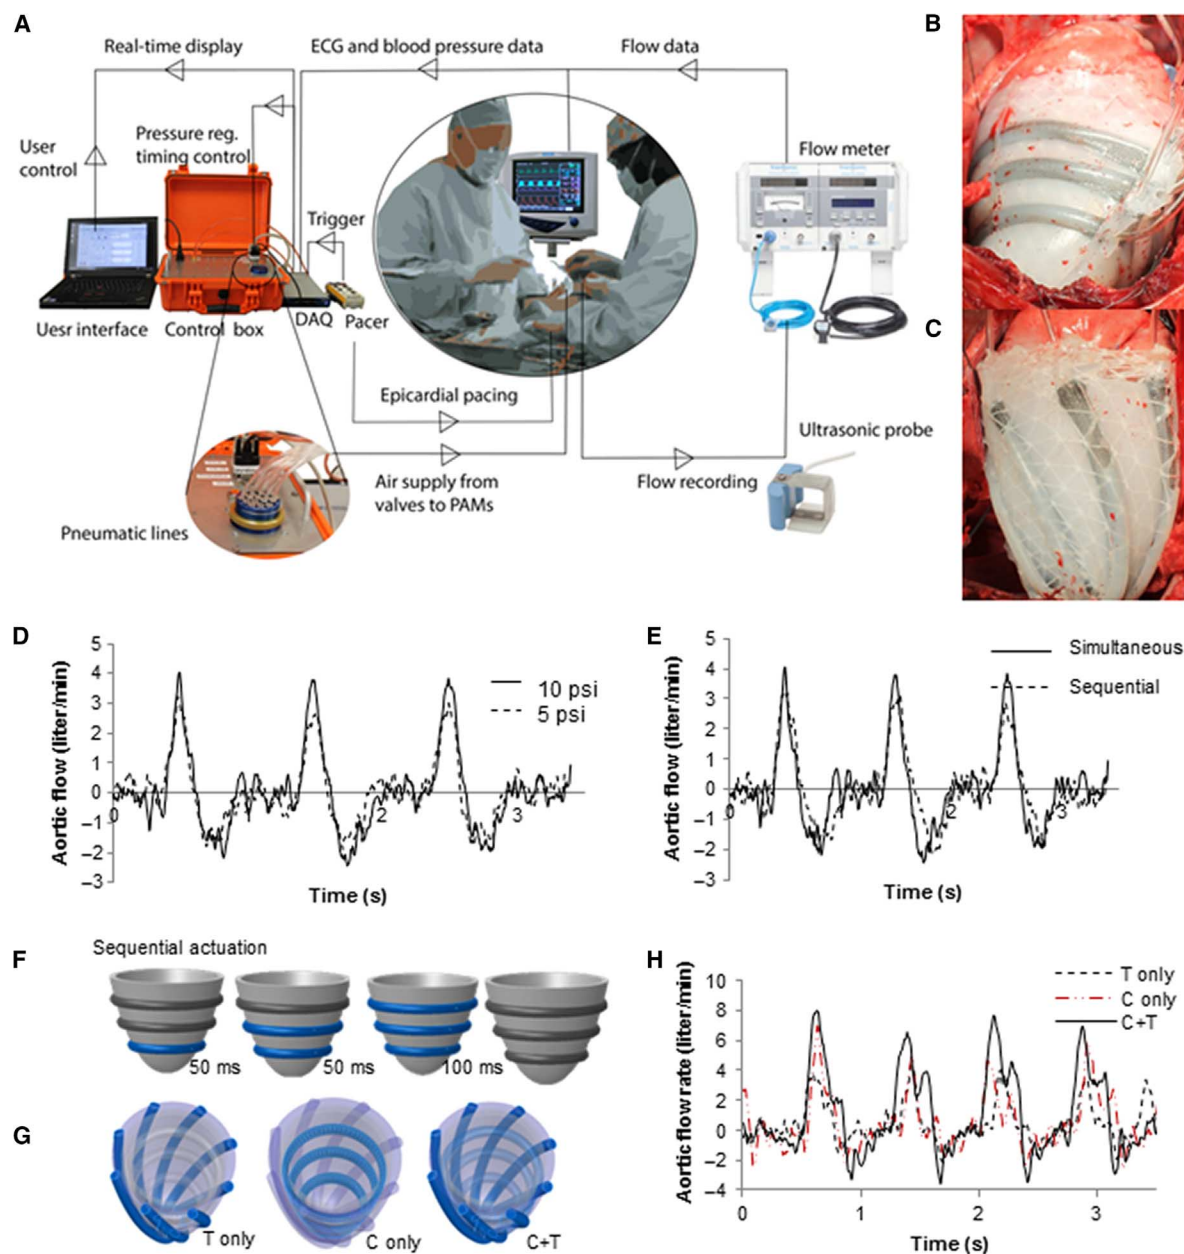 A
Real-time display
ECG and blood pressure data
Flow data
B
User
control
Pressure reg.
timing control
Flow meter
Trigger
Uesr interface
Control box
DAQ
Pacer
C
Epicardial pacing
Ultrasonic probe
Air supply from
valves to PAMs
Flow recording
Pneumatic lines
D
Aortic flow (liter/min)
5
4
3
2
1
0
–1
–2
–3
0
2
3
Time (s)
10 psi
5 psi
E
Aortic flow (liter/min)
5
4
3
2
1
0
–1
–2
–3
0
2
3
Time (s)
Simultaneous
Sequential
F
Sequential actuation
50 ms
50 ms
100 ms
G
T only
C only
C+T
H
Aortic flow rate (liter/min)
10
8
6
4
2
0
–2
–4
0
1
2
3
Time (s)
T only
C only
C+T